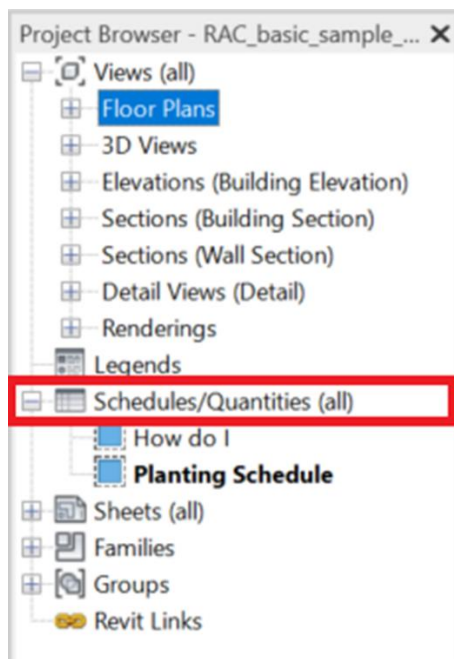 Project Browser - RAC_basic_sample_...
Views (all)
Floor Plans
3D Views
Elevations (Building Elevation)
Sections (Building Section)
Sections (Wall Section)
Detail Views (Detail)
Renderings
Legends
Schedules/Quantities (all)
How do I
Planting Schedule
Sheets (all)
Families
Groups
Revit Links